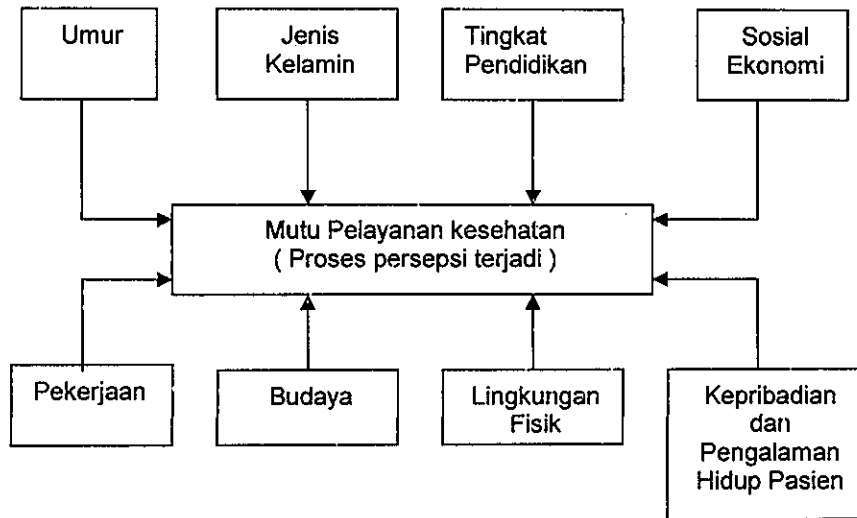 Umur
Jenis
Kelamin
Tingkat
Pendidikan
Sosial
Ekonomi
Mutu Pelayanan kesehatan
( Proses persepsi terjadi )
Pekerjaan
Budaya
Lingkungan
Fisik
Kepribadian
dan
Pengalaman
Hidup Pasien